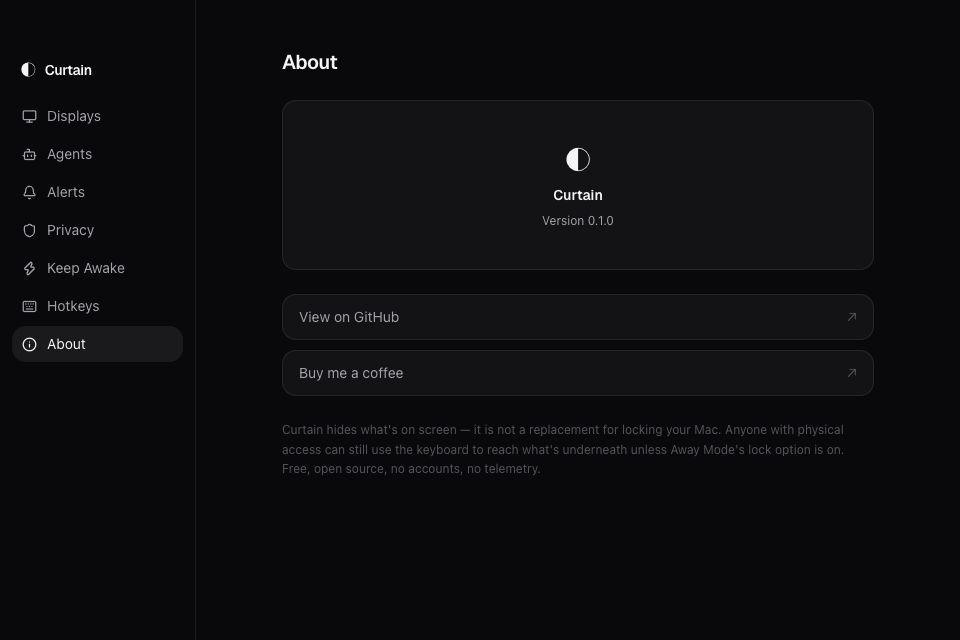 Curtain
Displays
Agents
Alerts
Privacy
Keep Awake
Hotkeys
About
About
Curtain
Version 0.1.0
View on GitHub
Buy me a coffee
Curtain hides what's on screen — it is not a replacement for locking your Mac. Anyone with physical
access can still use the keyboard to reach what's underneath unless Away Mode's lock option is on.
Free, open source, no accounts, no telemetry.